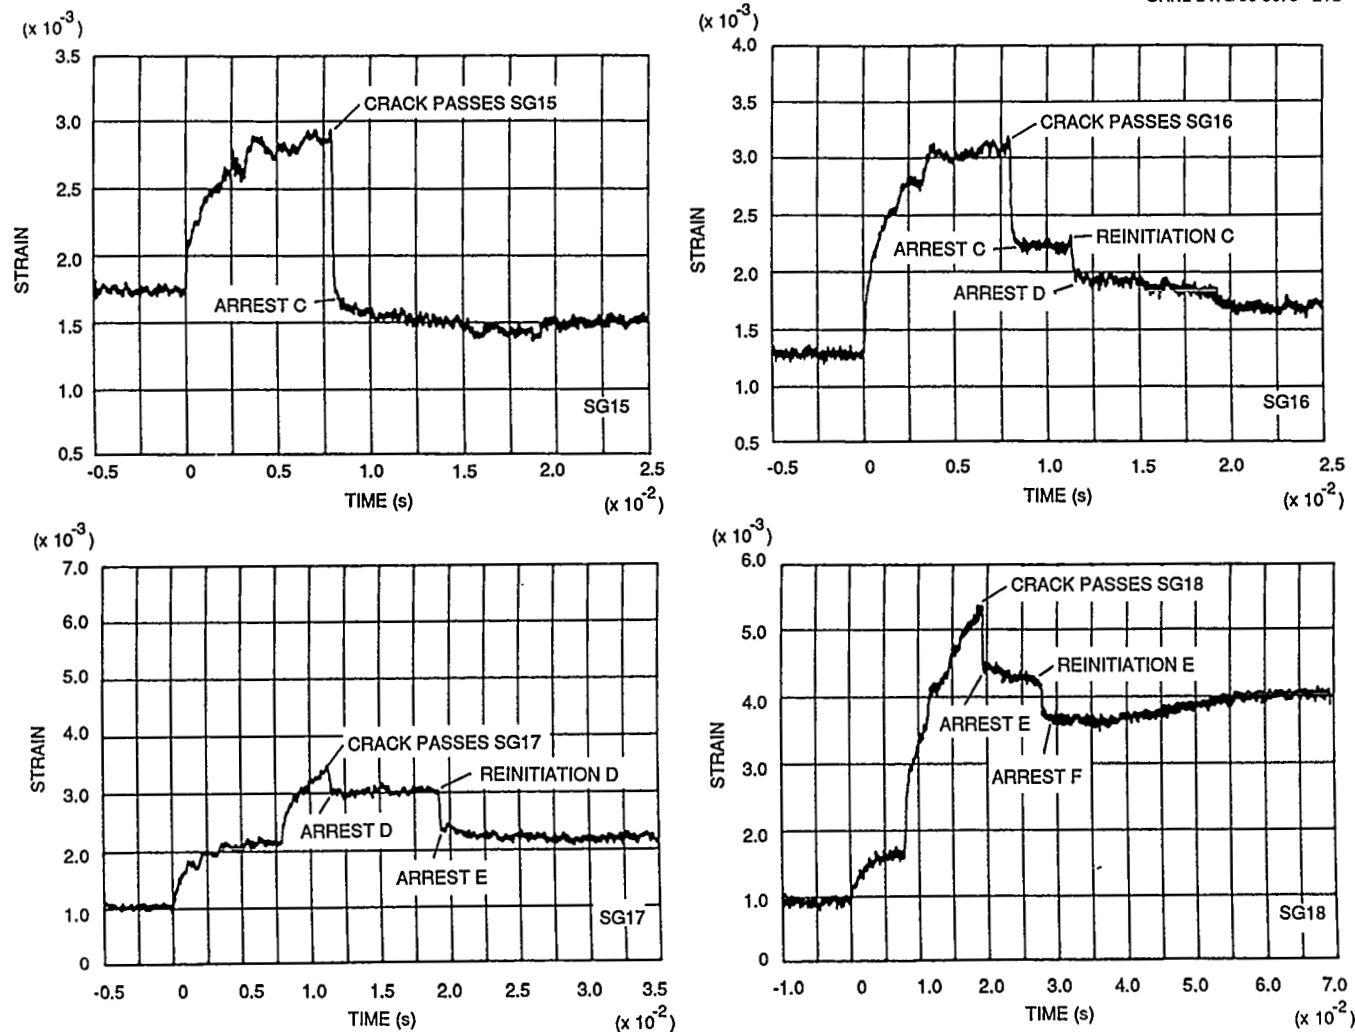 (x 10-3)
3.5
3.0
2.5
2.0
1.5
1.0
0.5
STRAIN
CRACK PASSES SG15
ARREST C
SG15
-0.5 0 0.5 1.0 1.5 2.0 2.5
TIME (s)
(x 10-2)
(x 10-3)
4.0
3.5
3.0
2.5
2.0
1.5
1.0
0.5
STRAIN
CRACK PASSES SG16
ARREST C
REINITIATION C
ARREST D
SG16
-0.5 0 0.5 1.0 1.5 2.0 2.5
TIME (s)
(x 10-2)
(x 10-3)
7.0
6.0
5.0
4.0
3.0
2.0
1.0
0
STRAIN
CRACK PASSES SG17
REINITIATION D
ARREST D
ARREST E
SG17
-0.5 0 0.5 1.0 1.5 2.0 2.5 3.0 3.5
TIME (s)
(x 10-2)
(x 10-3)
6.0
5.0
4.0
3.0
2.0
1.0
0
STRAIN
CRACK PASSES SG18
REINITIATION E
ARREST E
ARREST F
SG18
-1.0 0 1.0 2.0 3.0 4.0 5.0 6.0 7.0
TIME (s)
(x 10-2)